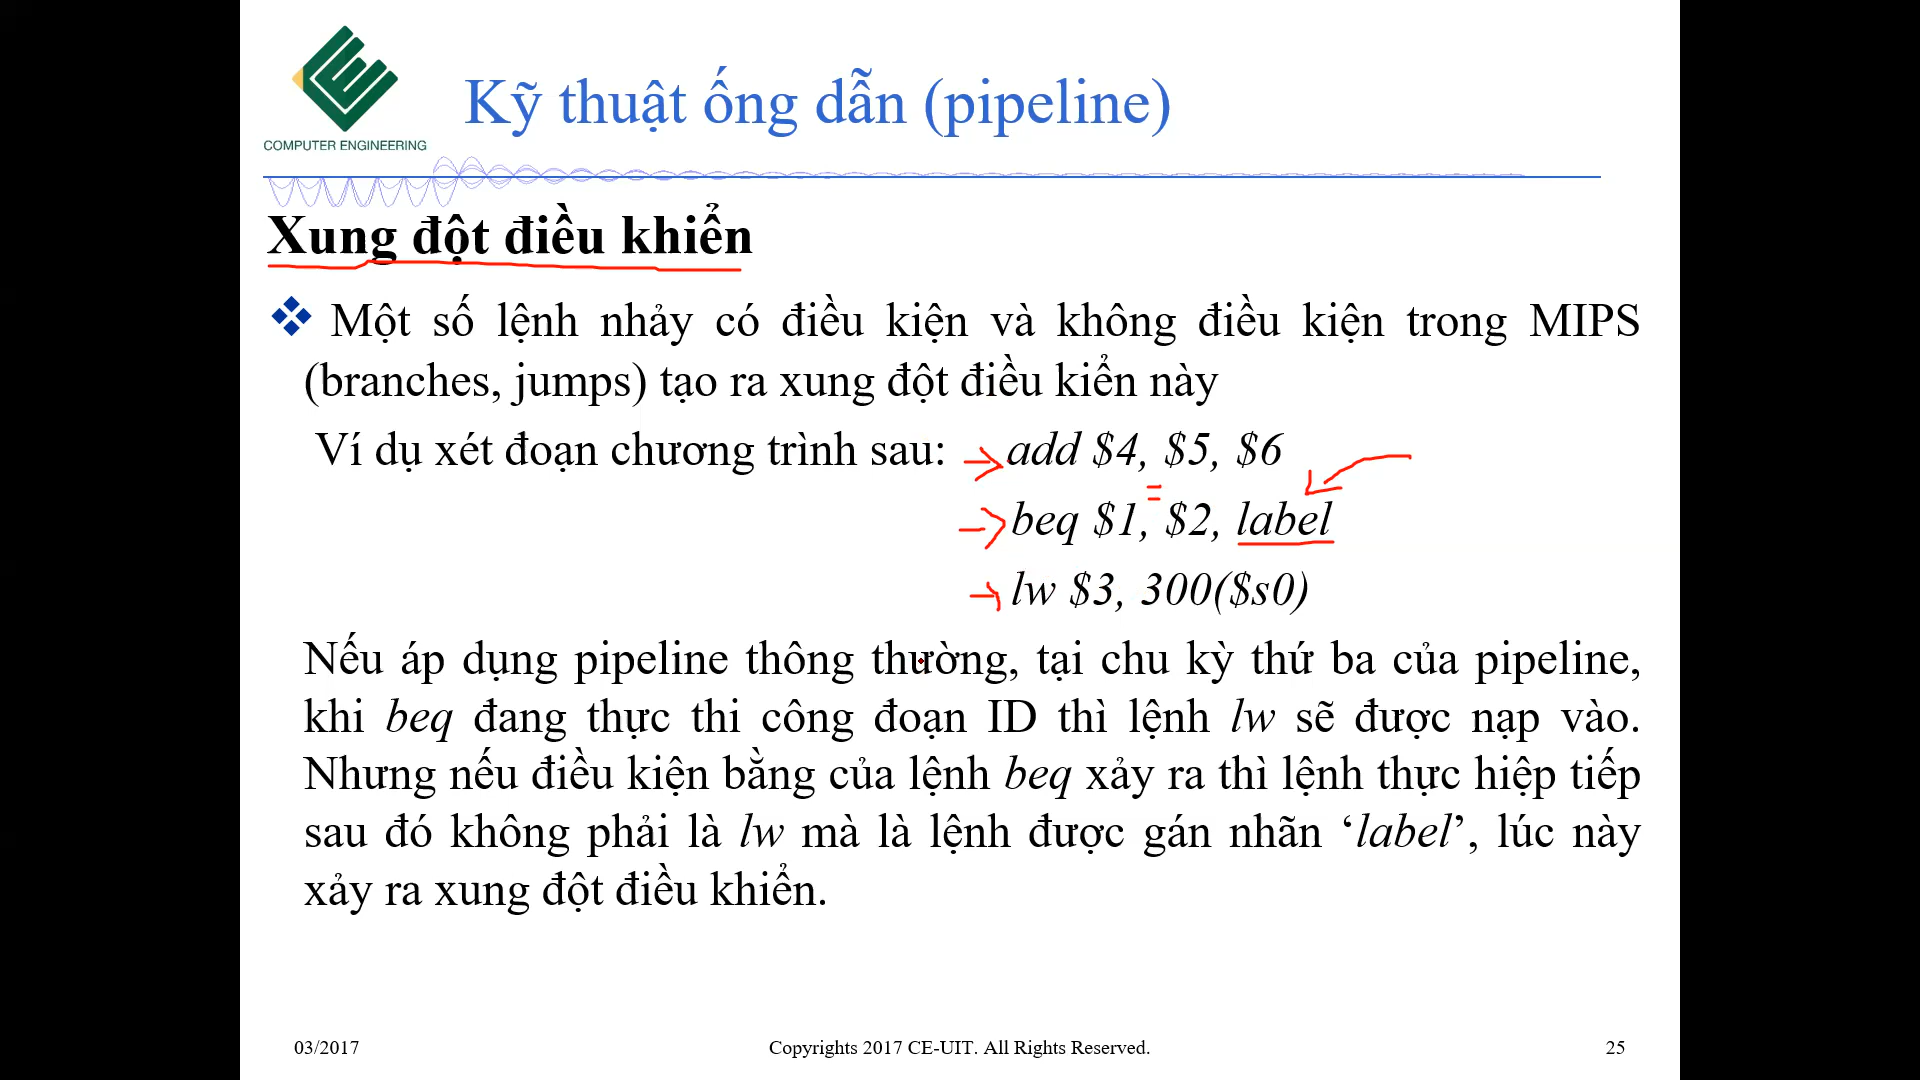 COMPUTER ENGINEERING
Kỹ thuật ống dẫn (pipeline)
Xung đột điều khiển
Một số lệnh nhảy có điều kiện và không điều kiện trong MIPS
(branches, jumps) tạo ra xung đột điều kiển này
Ví dụ xét đoạn chương trình sau: add $4, $5, $6
=
beq $1, $2, label
lw $3, 300($s0)
Nếu áp dụng pipeline thông thường, tại chu kỳ thứ ba của pipeline,
khi beq đang thực thi công đoạn ID thì lệnh lw sẽ được nạp vào.
Nhưng nếu điều kiện bằng của lệnh beq xảy ra thì lệnh thực hiệp tiếp
sau đó không phải là lw mà là lệnh được gán nhãn ‘label’, lúc này
xảy ra xung đột điều khiển.
03/2017 Copyrights 2017 CE-UIT. All Rights Reserved. 25